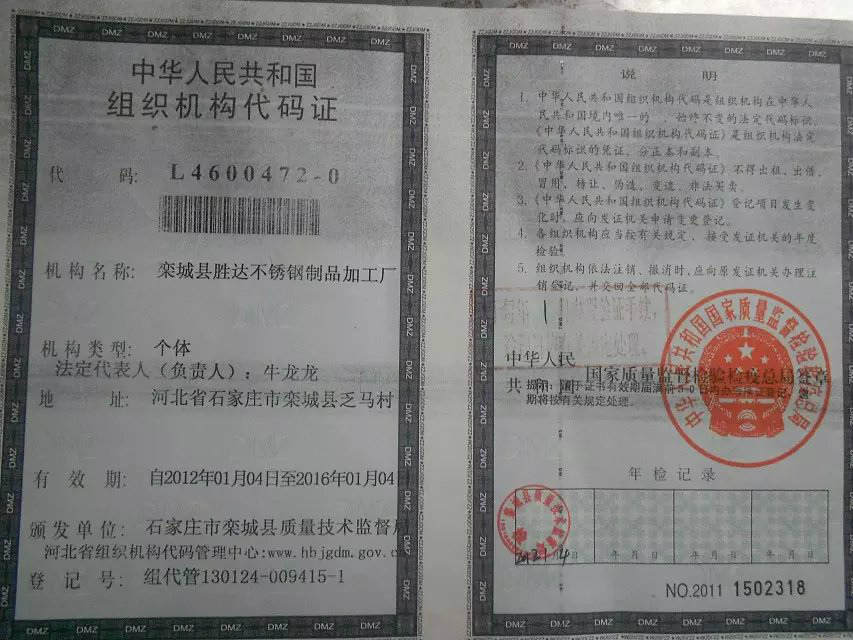 中华人民共和国
组织机构代码证
代 码: L4600472-0
机构名称: 栾城县胜达不锈钢制品加工厂
机构类型: 个体
法定代表人（负责人）: 牛龙龙
地 址: 河北省石家庄市栾城县乏马村
有 效 期: 自2012年01月04日至2016年01月04
颁发单位: 石家庄市栾城县质量技术监督局
河北省组织机构代码管理中心:www.hbjgdm.gov.c
登 记 号: 组代管130124-009415-1
说 明
1. 中华人民共和国组织机构代码是组织机构在中华人
民共和国境内唯一的、始终不变的法定代码标识，
《中华人民共和国组织机构代码证》是组织机构法定
代码标识的凭证，分正本和副本。
2. 《中华人民共和国组织机构代码证》不得出租、出借、
冒用、转让、伪造、变造、非法买卖。
3. 《中华人民共和国组织机构代码证》登记项目发生变
化时，应向发证机关申请变更登记。
4. 各组织机构应当按有关规定，接受发证机关的年度
检验。
5. 组织机构依法注销、撤消时，应向原发证机关办理注
销登记，并交回全部代码证。
中华人民
共和国
国家质量监督检验检疫总局签章
年检记录
年 月 日 年 月 日 年 月 日
NO.2011 1502318